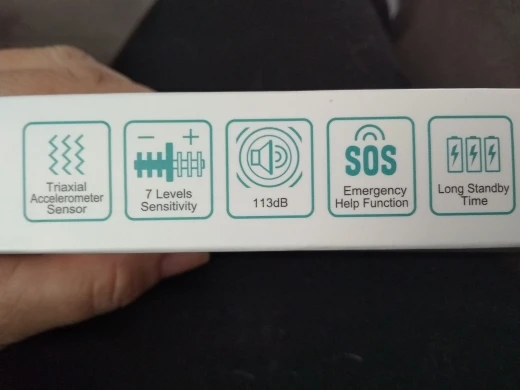 Triaxial
Accelerometer
Sensor
− +
7 Levels
Sensitivity
113dB
SOS
Emergency
Help Function
Long Standby
Time